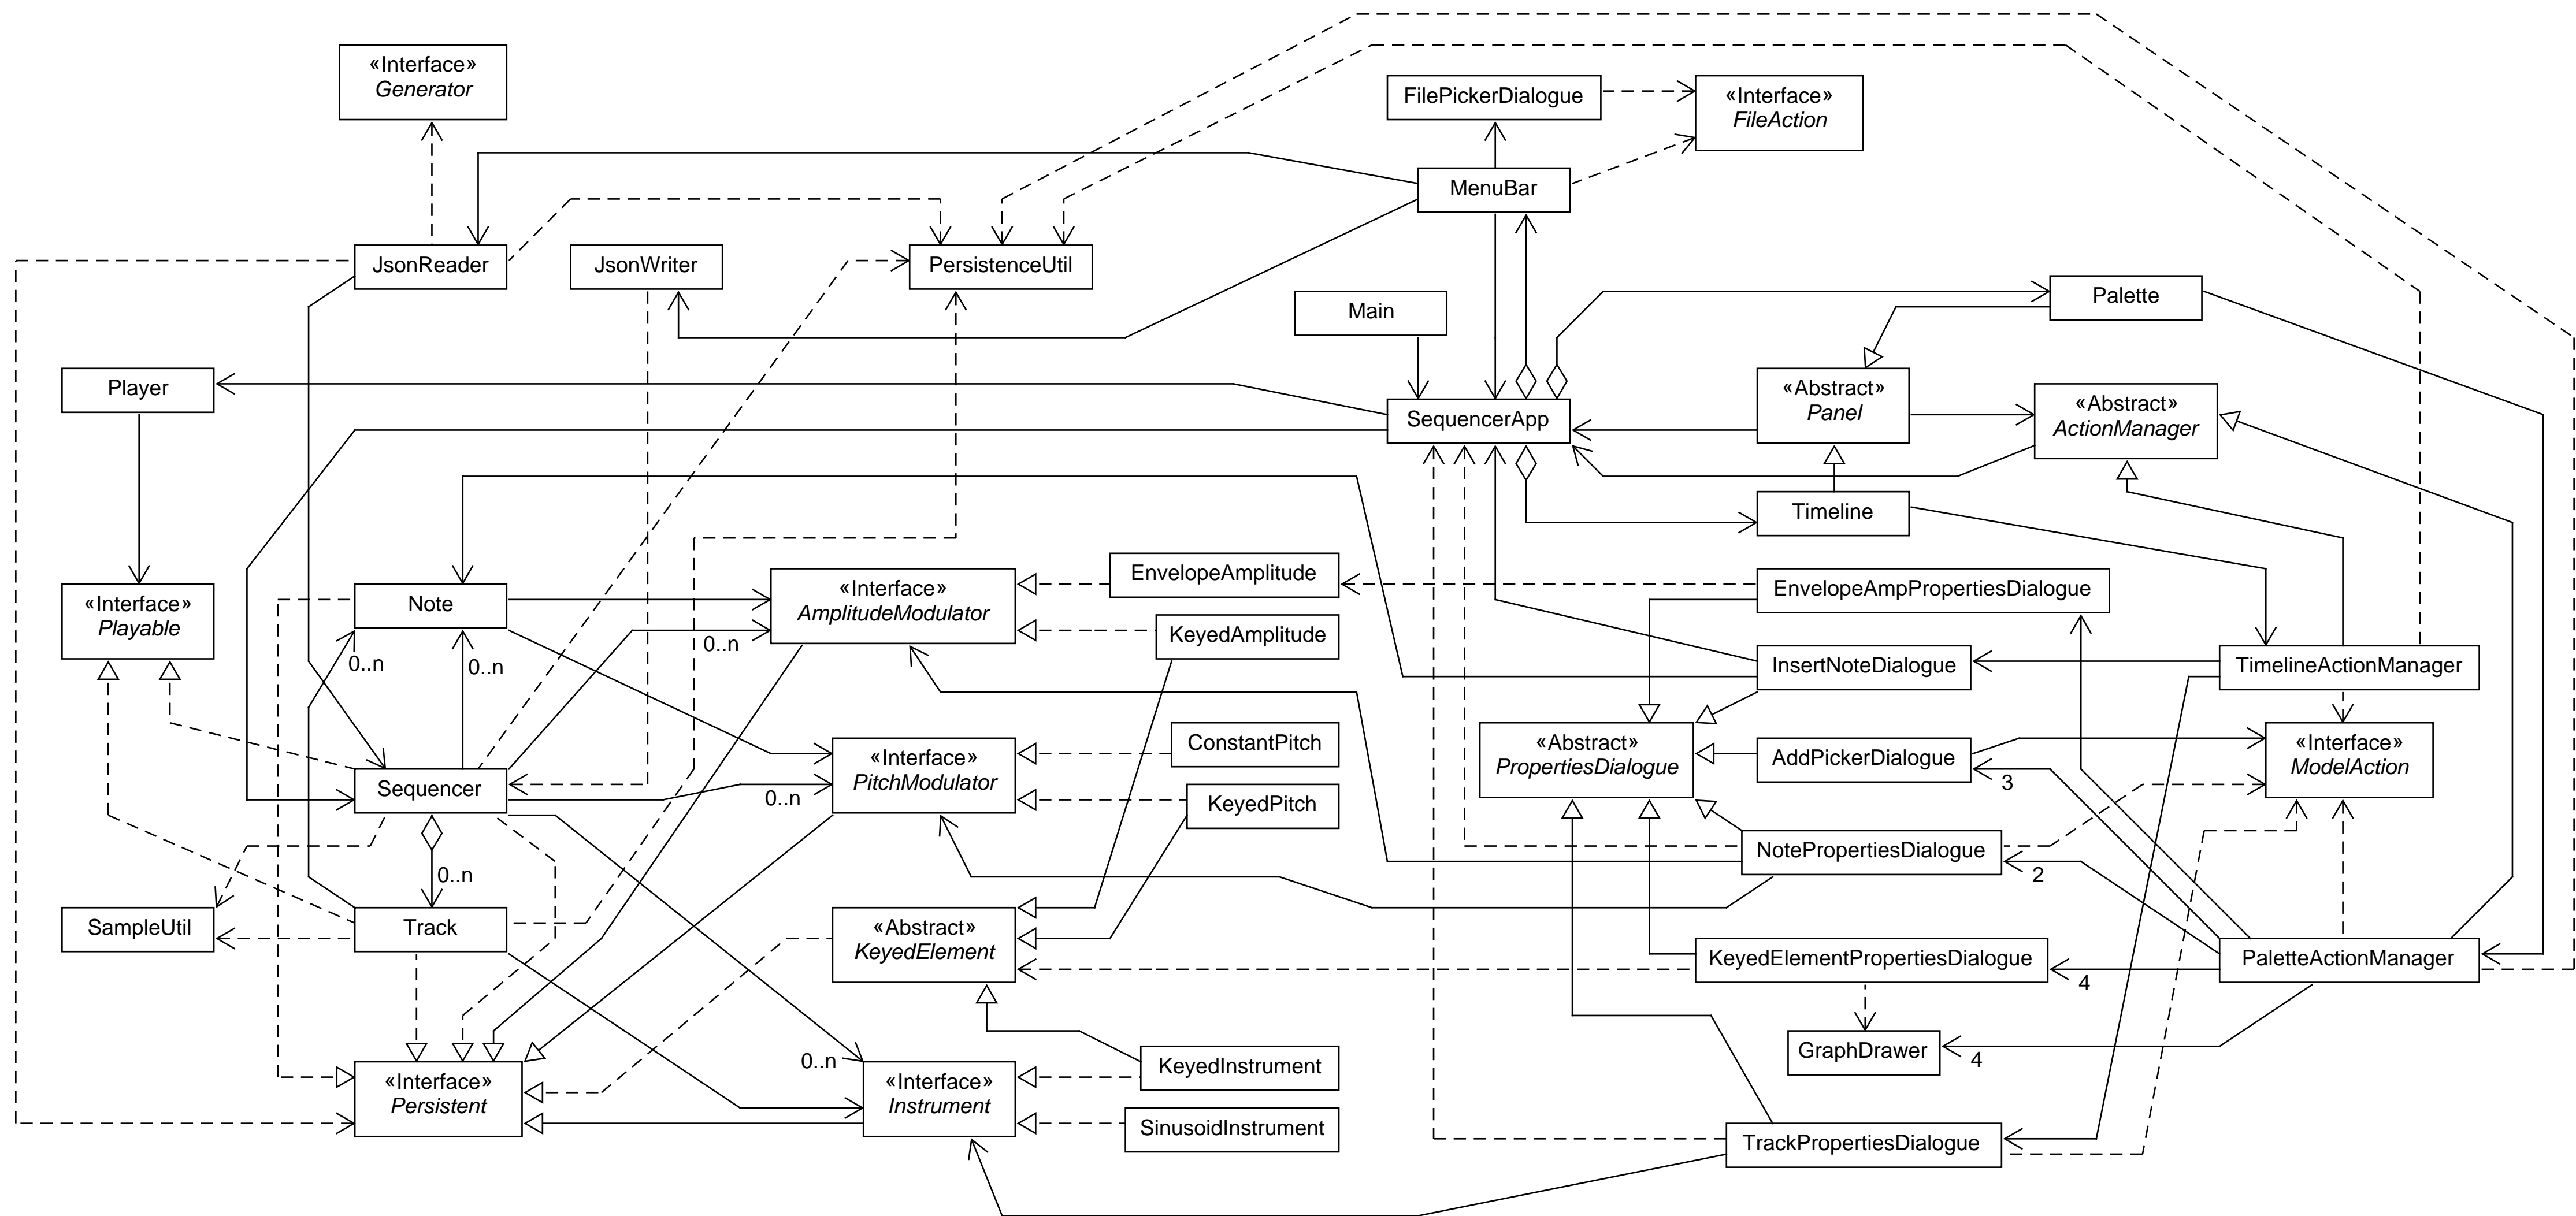 «Interface»
Generator
FilePickerDialogue
«Interface»
FileAction
MenuBar
JsonReader
JsonWriter
PersistenceUtil
Main
Palette
Player
SequencerApp
«Abstract»
Panel
«Abstract»
ActionManager
Timeline
«Interface»
Playable
Note
«Interface»
AmplitudeModulator
EnvelopeAmplitude
EnvelopeAmpPropertiesDialogue
KeyedAmplitude
0..n
0..n
0..n
InsertNoteDialogue
TimelineActionManager
ConstantPitch
«Interface»
PitchModulator
«Abstract»
PropertiesDialogue
AddPickerDialogue
3
«Interface»
ModelAction
Sequencer
0..n
KeyedPitch
NotePropertiesDialogue
2
0..n
SampleUtil
Track
«Abstract»
KeyedElement
KeyedElementPropertiesDialogue
4
PaletteActionManager
GraphDrawer
4
0..n
KeyedInstrument
«Interface»
Persistent
«Interface»
Instrument
SinusoidInstrument
TrackPropertiesDialogue